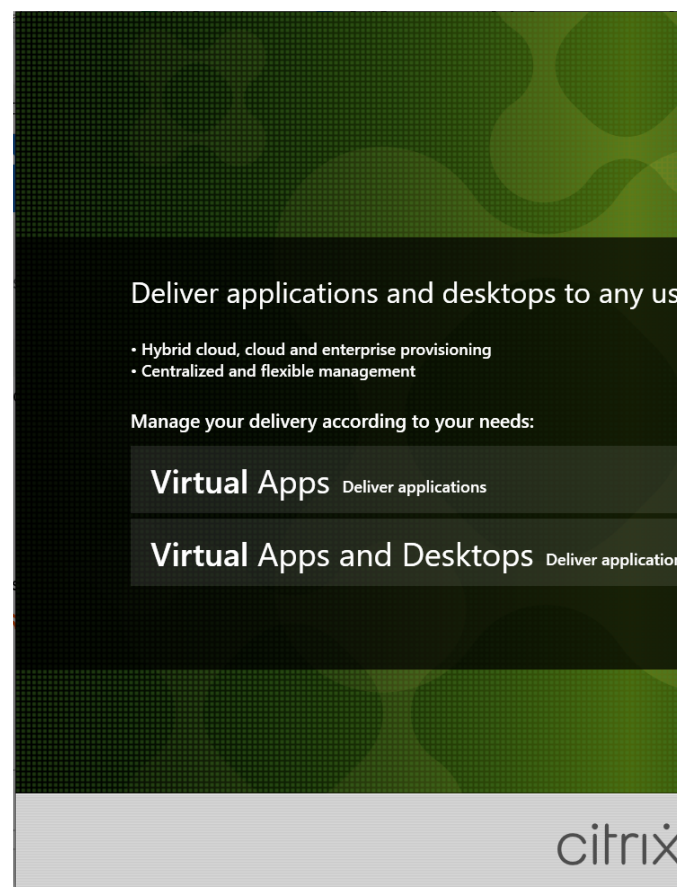 Deliver applications and desktops to any us
• Hybrid cloud, cloud and enterprise provisioning
• Centralized and flexible management
Manage your delivery according to your needs:
Virtual Apps Deliver applications
Virtual Apps and Desktops Deliver application
citrix